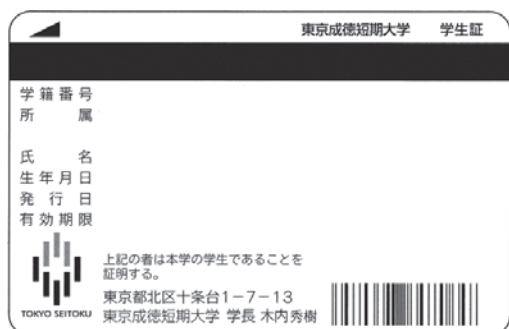 東京成徳短期大学　学生証
学籍番号
所属
氏名
生年月日
発行日
有効期限
上記の者は本学の学生であることを
証明する。
TOKYO SEITOKU
東京都北区十条台1-7-13
東京成徳短期大学 学長 木内秀樹